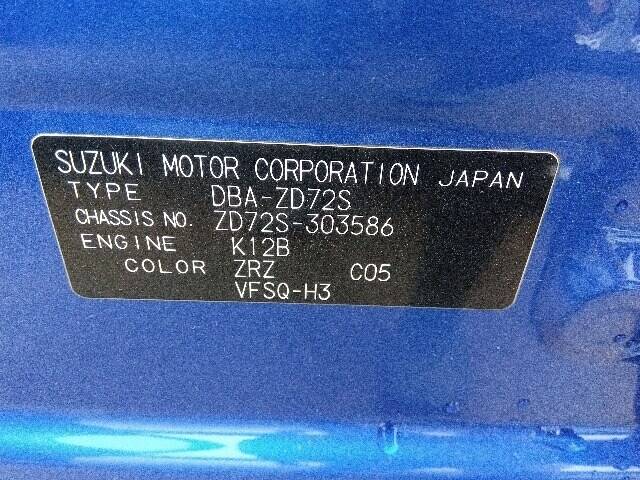 SUZUKI MOTOR CORPORATION JAPAN
TYPE DBA-ZD72S
CHASSIS NO. ZD72S-303586
ENGINE K12B
COLOR ZRZ C05
VFSQ-H3